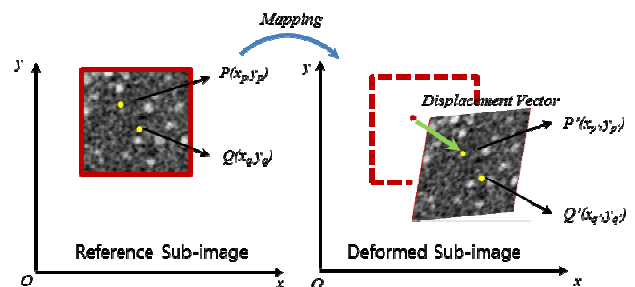 Mapping
y
P(xp,yp)
Q(xq,yq)
Reference Sub-image
O
x
y
Displacement Vector
P'(xp',yp')
Q'(xq',yq')
Deformed Sub-image
O
x